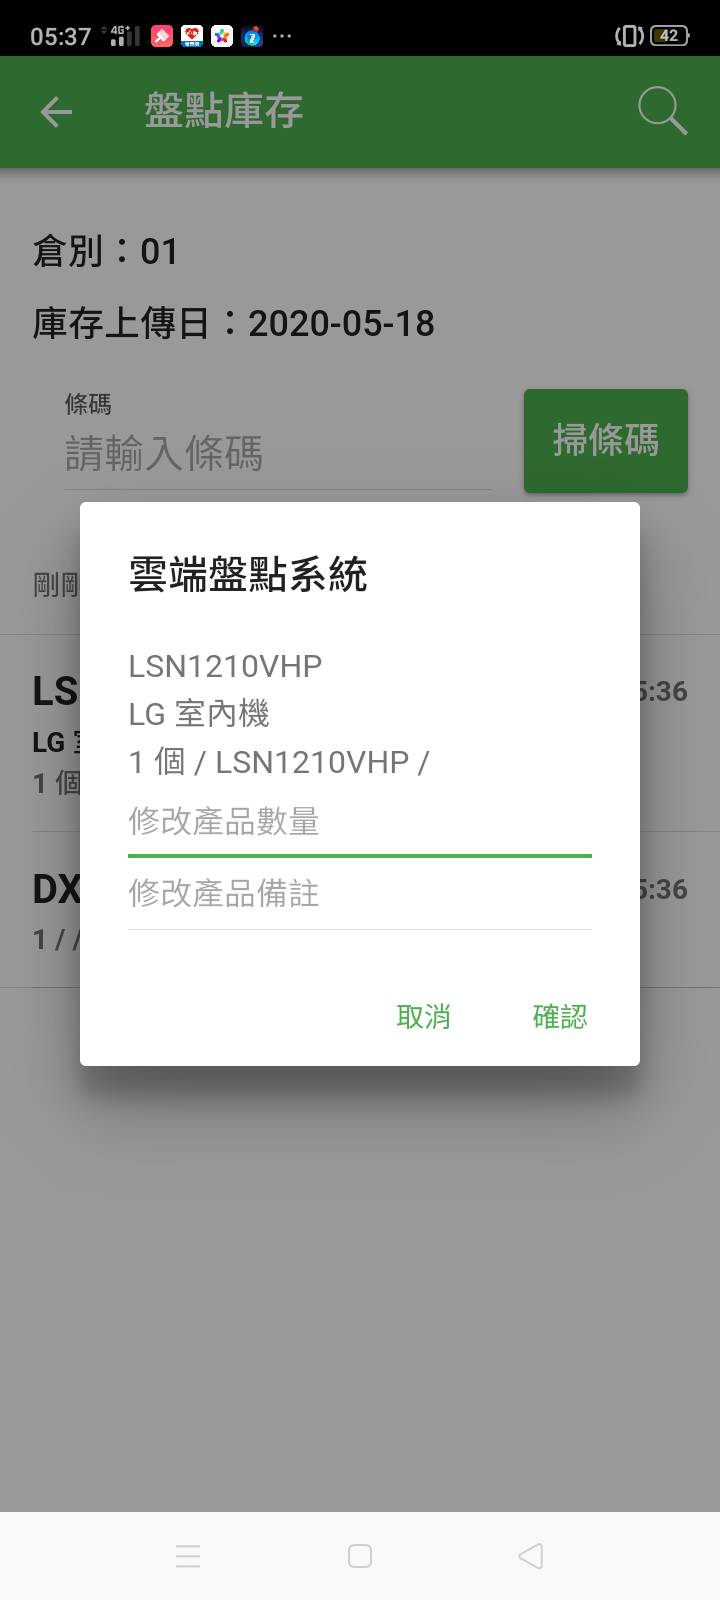 05:37 4G+ 42
盤點庫存
倉別：01
庫存上傳日：2020-05-18
條碼
請輸入條碼
掃條碼
雲端盤點系統
LSN1210VHP
LG 室內機
1 個 / LSN1210VHP /
修改產品數量
修改產品備註
取消 確認
剛剛
LS 5:36
LG
1 個
DX 5:36
1 / /